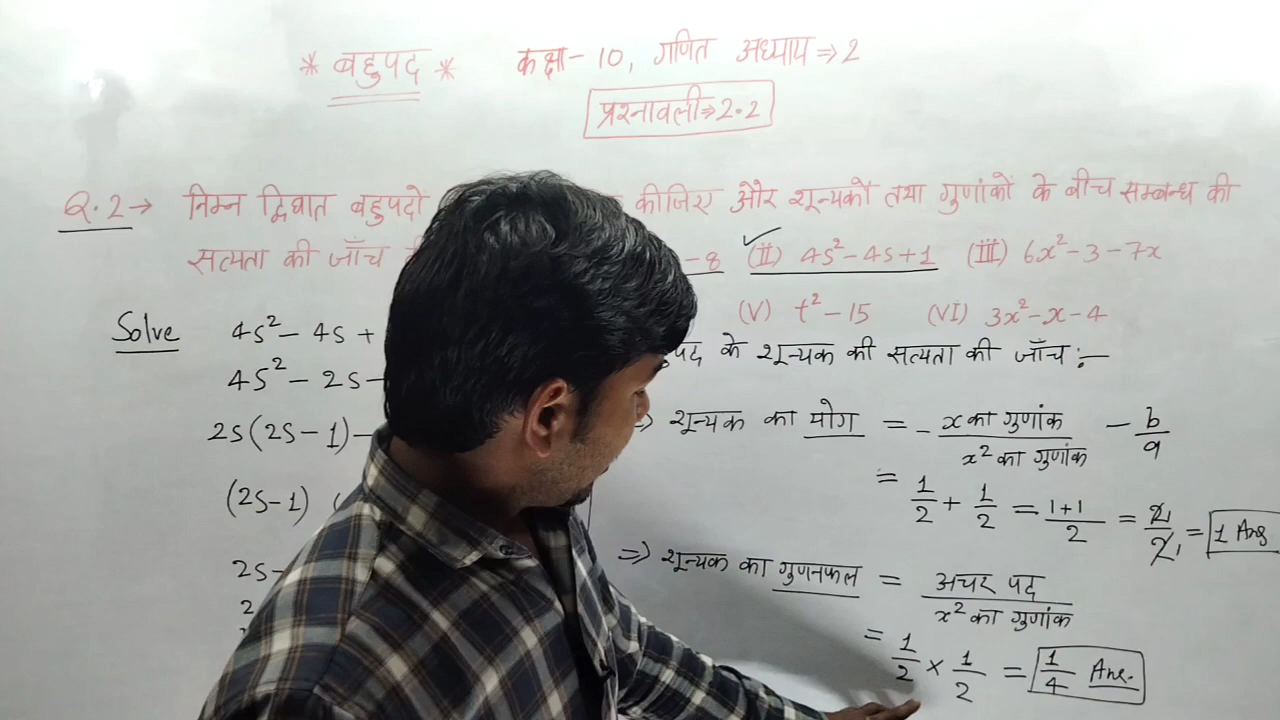 * बहुपद * कक्षा - 10, गणित अध्याय ⇒ 2
प्रश्नावली ⇒ 2.2
Q.2 → निम्न द्विघात बहुपदो कीजिए और शून्यकों तथा गुणांकों के बीच सम्बन्ध की
सत्यता की जाँच - 8 (II) 4s² - 4s + 1 (III) 6x² - 3 - 7x
(V) t² - 15 (VI) 3x² - x - 4
Solve 4s² - 4s +
पद के शून्यक की सत्यता की जाँच :-
4s² - 2s -
2s(2s - 1) -
⇒ शून्यक का योग = - x का गुणांक / x² का गुणांक - b/a
= 1/2 + 1/2 = 1+1/2 = 2/2 = 1 Ans
(2s - 1) (
2s -
2
⇒ शून्यक का गुणनफल = अचर पद / x² का गुणांक
= 1/2 × 1/2 = 1/4 Ans.